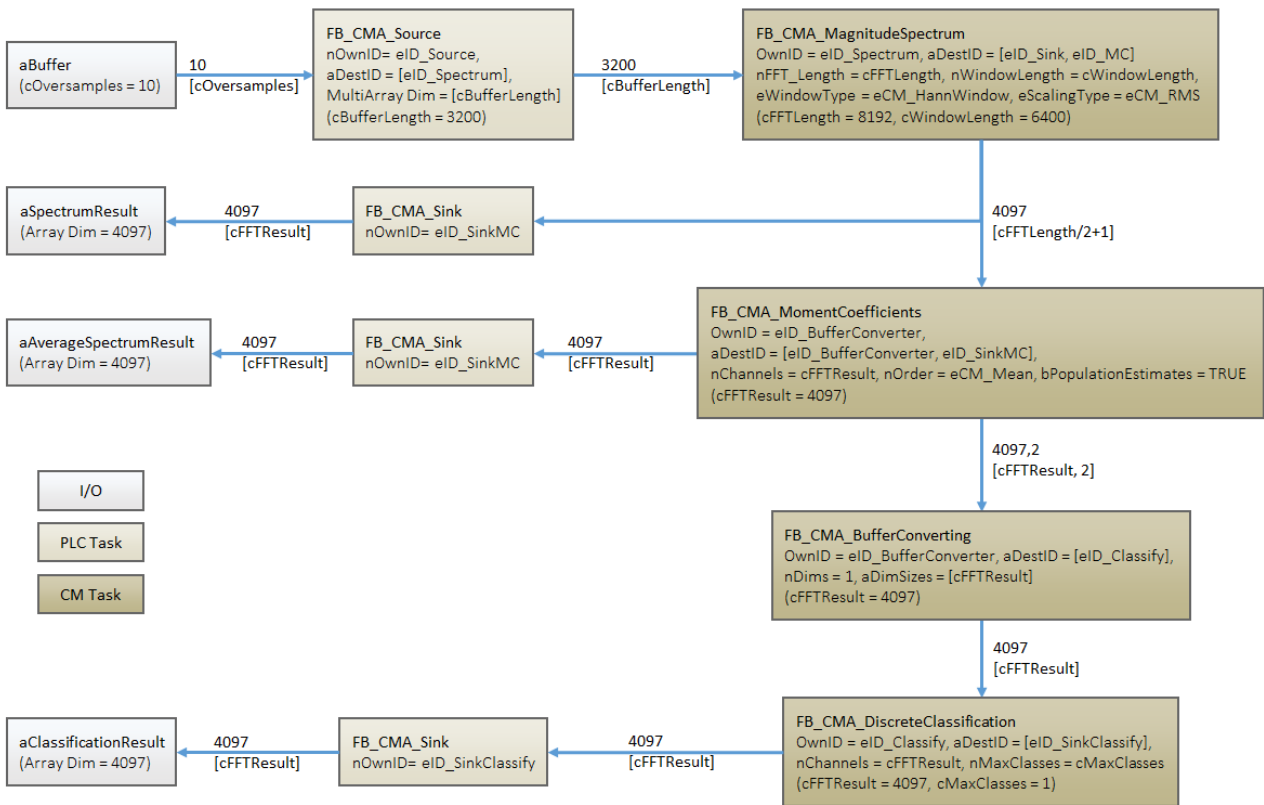 aBuffer
(cOversamples = 10)
10
[cOversamples]
FB_CMA_Source
nOwnID= eID_Source,
aDestID = [eID_Spectrum],
MultiArray Dim = [cBufferLength]
(cBufferLength = 3200)
3200
[cBufferLength]
FB_CMA_MagnitudeSpectrum
OwnID = eID_Spectrum, aDestID = [eID_Sink, eID_MC]
nFFT_Length = cFFTLength, nWindowLength = cWindowLength,
eWindowType = eCM_HannWindow, eScalingType = eCM_RMS
(cFFTLength = 8192, cWindowLength = 6400)
aSpectrumResult
(Array Dim = 4097)
4097
[cFFTResult]
FB_CMA_Sink
nOwnID= eID_SinkMC
4097
[cFFTLength/2+1]
aAverageSpectrumResult
(Array Dim = 4097)
4097
[cFFTResult]
FB_CMA_Sink
nOwnID= eID_SinkMC
4097
[cFFTResult]
FB_CMA_MomentCoefficients
OwnID = eID_BufferConverter,
aDestID = [eID_BufferConverter, eID_SinkMC],
nChannels = cFFTResult, nOrder = eCM_Mean, bPopulationEstimates = TRUE
(cFFTResult = 4097)
4097,2
[cFFTResult, 2]
I/O
PLC Task
CM Task
FB_CMA_BufferConverting
OwnID = eID_BufferConverter, aDestID = [eID_Classify],
nDims = 1, aDimSizes = [cFFTResult]
(cFFTResult = 4097)
4097
[cFFTResult]
aClassificationResult
(Array Dim = 4097)
4097
[cFFTResult]
FB_CMA_Sink
nOwnID= eID_SinkClassify
4097
[cFFTResult]
FB_CMA_DiscreteClassification
OwnID = eID_Classify, aDestID = [eID_SinkClassify],
nChannels = cFFTResult, nMaxClasses = cMaxClasses
(cFFTResult = 4097, cMaxClasses = 1)